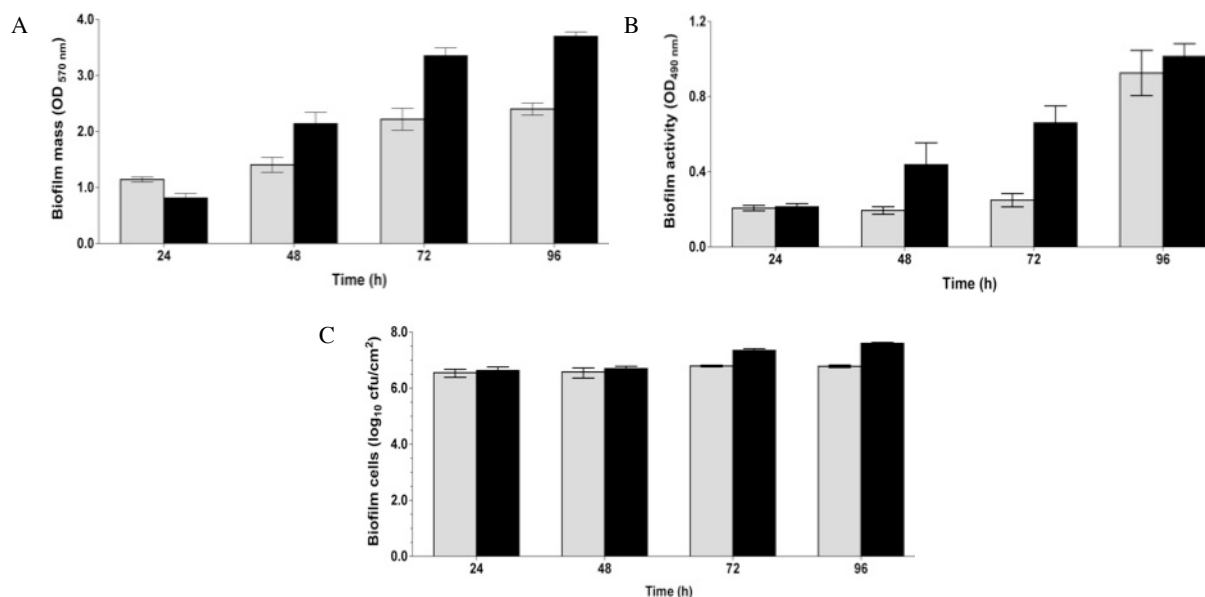 A
Biofilm mass (OD 570 nm)
4.0
3.0
2.0
1.0
0.0
24 48 72 96
Time (h)
B
Biofilm activity (OD490 nm)
1.2
0.8
0.4
0.0
24 48 72 96
Time (h)
C
Biofilm cells (log10 cfu/cm²)
8.0
6.0
4.0
2.0
0.0
24 48 72 96
Time (h)